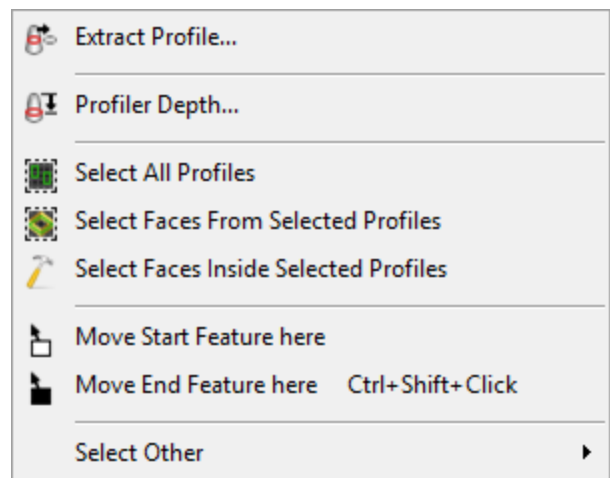 Extract Profile...
Profiler Depth...
Select All Profiles
Select Faces From Selected Profiles
Select Faces Inside Selected Profiles
Move Start Feature here
Move End Feature here Ctrl+Shift+Click
Select Other